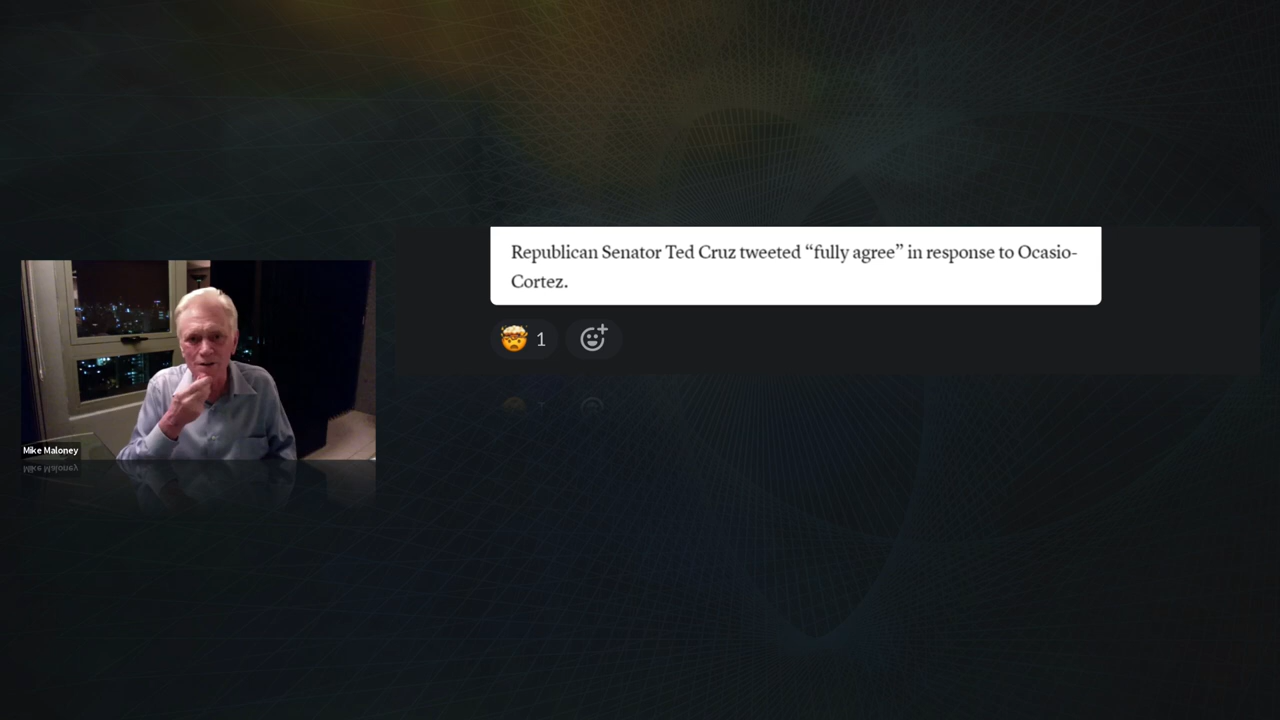 Republican Senator Ted Cruz tweeted “fully agree” in response to Ocasio-
Cortez.
1
Mike Maloney